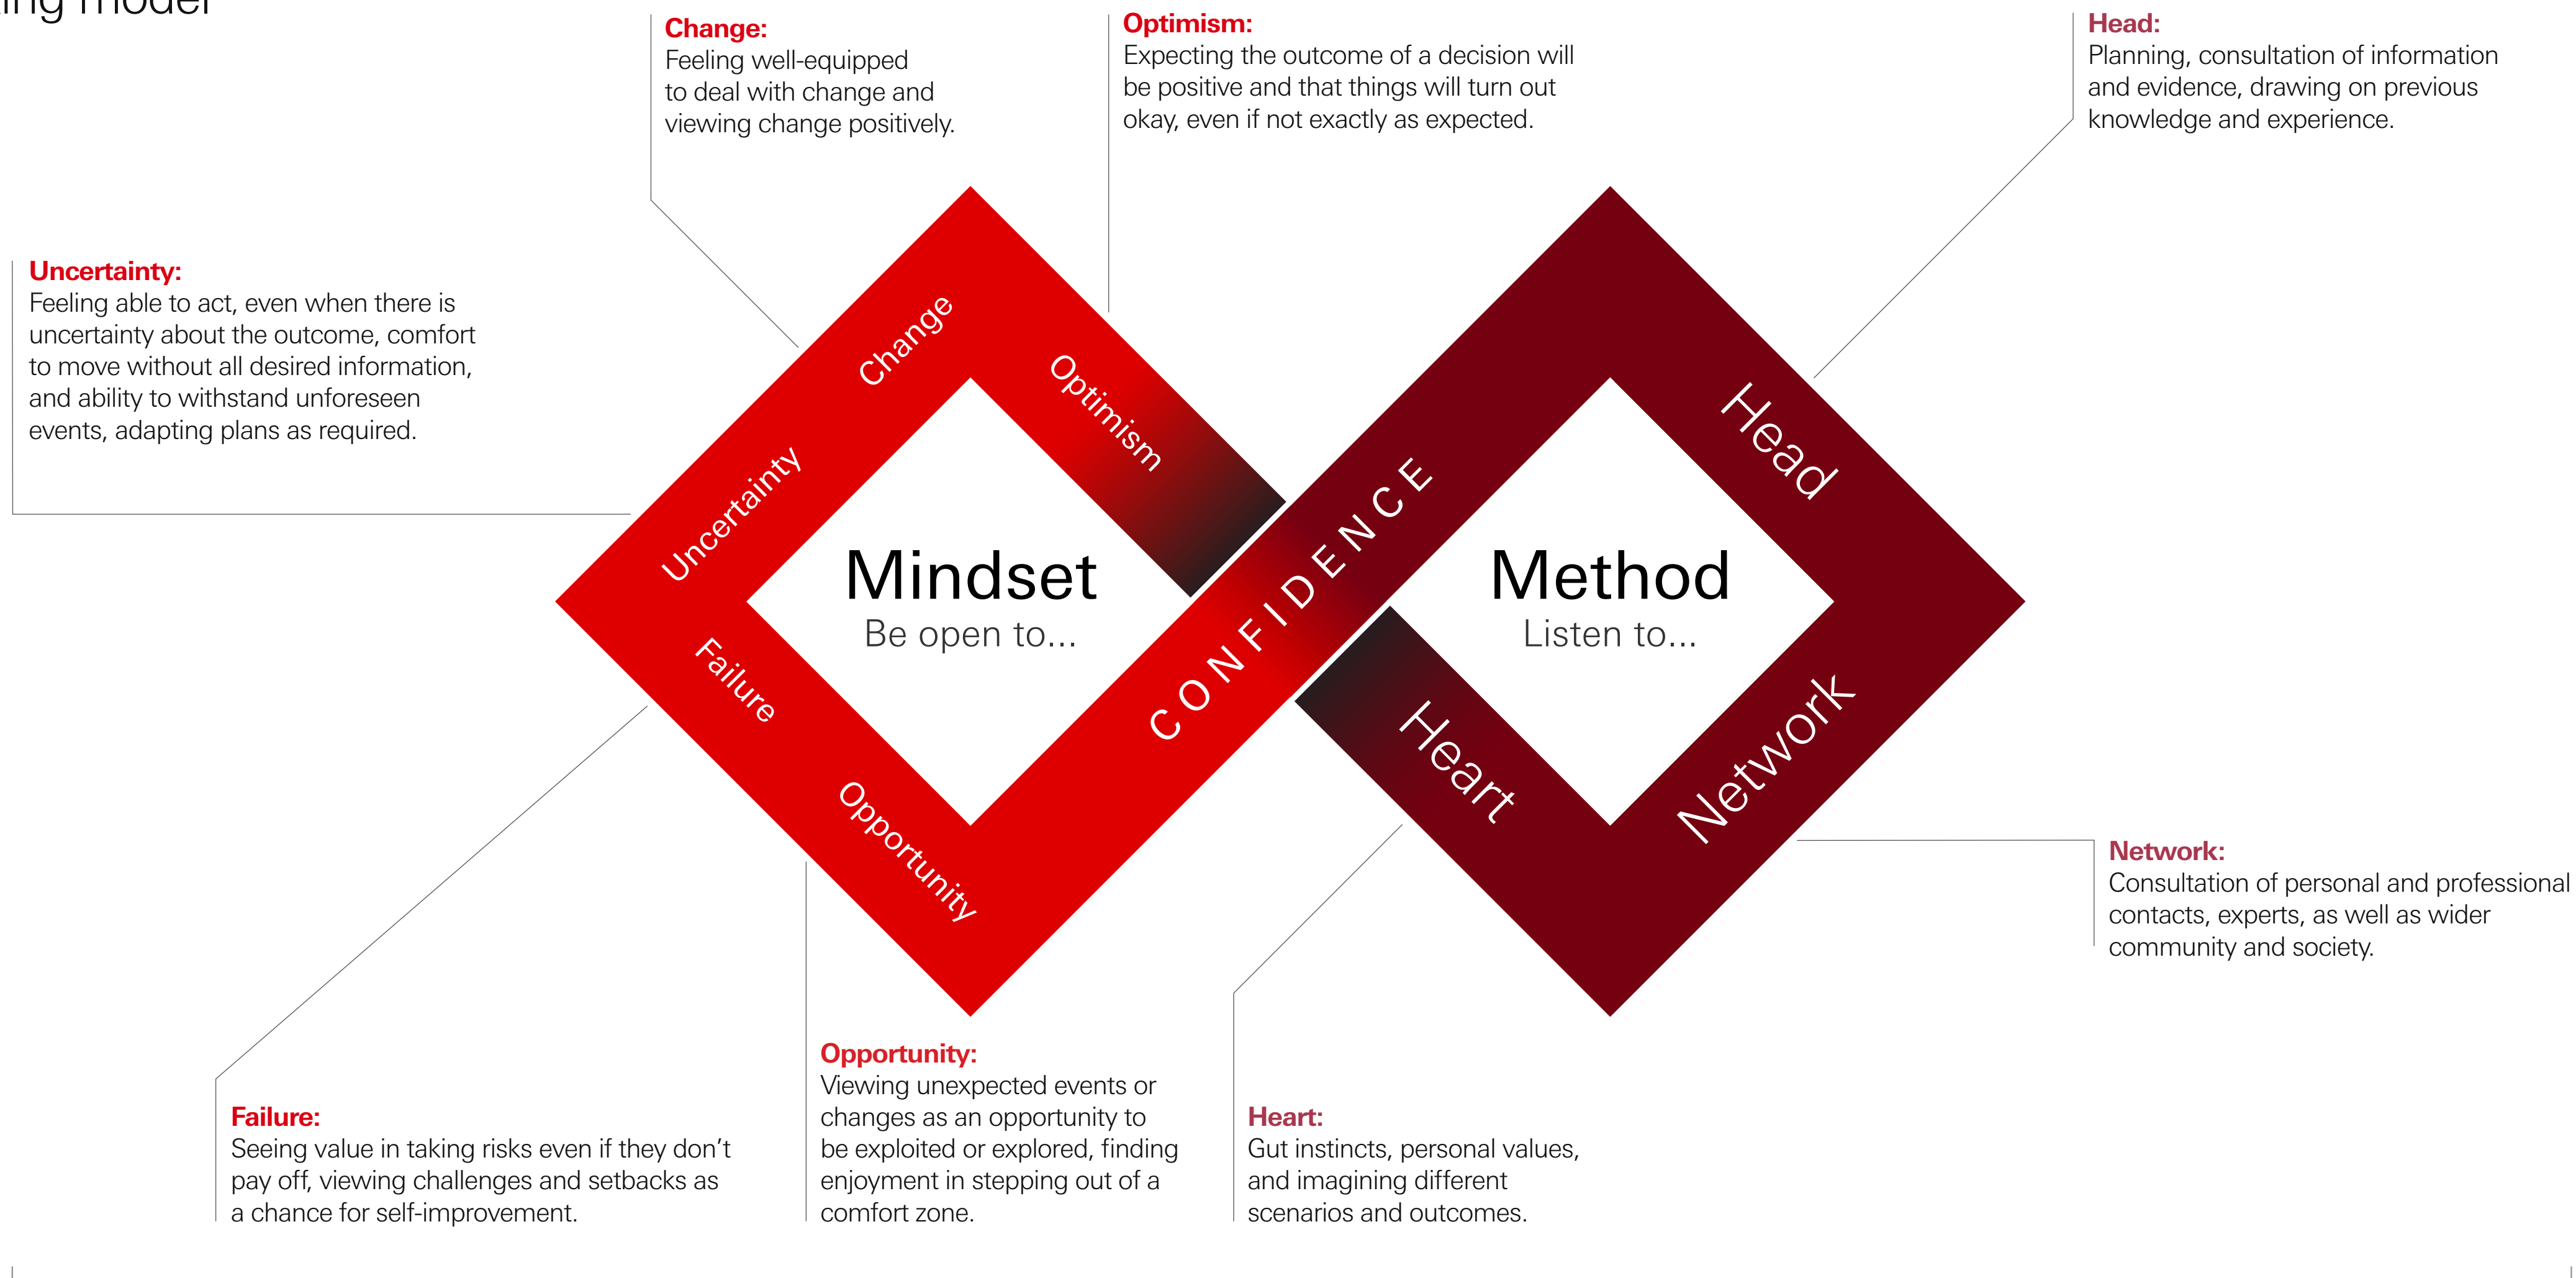 model
Change:
Feeling well-equipped
to deal with change and
viewing change positively.
Optimism:
Expecting the outcome of a decision will
be positive and that things will turn out
okay, even if not exactly as expected.
Head:
Planning, consultation of information
and evidence, drawing on previous
knowledge and experience.
Uncertainty:
Feeling able to act, even when there is
uncertainty about the outcome, comfort
to move without all desired information,
and ability to withstand unforeseen
events, adapting plans as required.
Change
Optimism
Uncertainty
Failure
Opportunity
Mindset
Be open to...
CONFIDENCE
Method
Listen to...
Head
Heart
Network
Network:
Consultation of personal and professional
contacts, experts, as well as wider
community and society.
Failure:
Seeing value in taking risks even if they don’t
pay off, viewing challenges and setbacks as
a chance for self-improvement.
Opportunity:
Viewing unexpected events or
changes as an opportunity to
be exploited or explored, finding
enjoyment in stepping out of a
comfort zone.
Heart:
Gut instincts, personal values,
and imagining different
scenarios and outcomes.